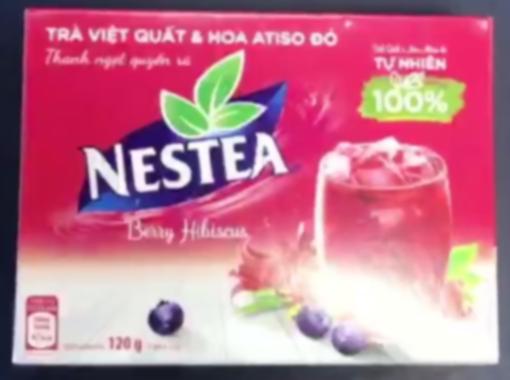 TRÀ VIỆT QUẤT & HOA ATISO ĐỎ
Thanh ngọt quyến rũ
TỰ NHIÊN
100%
NESTEA
Berry Hibiscus
120 g